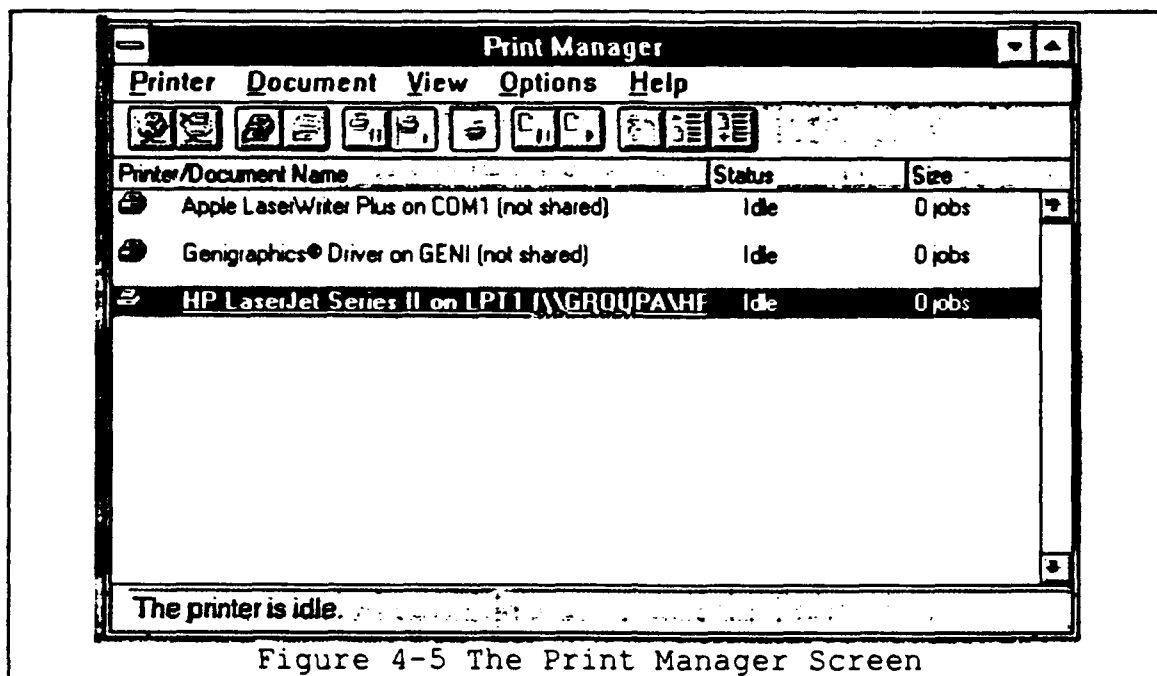 Print Manager
Printer Document View Options Help
Printer/Document Name Status Size
Apple LaserWriter Plus on COM1 (not shared) Idle 0 jobs
Genigraphics® Driver on GENI (not shared) Idle 0 jobs
HP LaserJet Series II on LPT1 [\\GROUPA\HP Idle 0 jobs
The printer is idle.
Figure 4-5 The Print Manager Screen